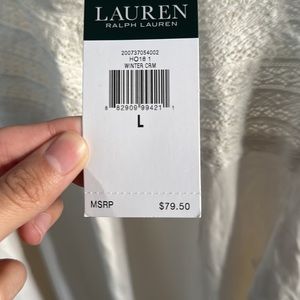 LAUREN
RALPH LAUREN
200737054002
HO18 1
WINTER CRM
8 82909 99421 1
L
MSRP $79.50